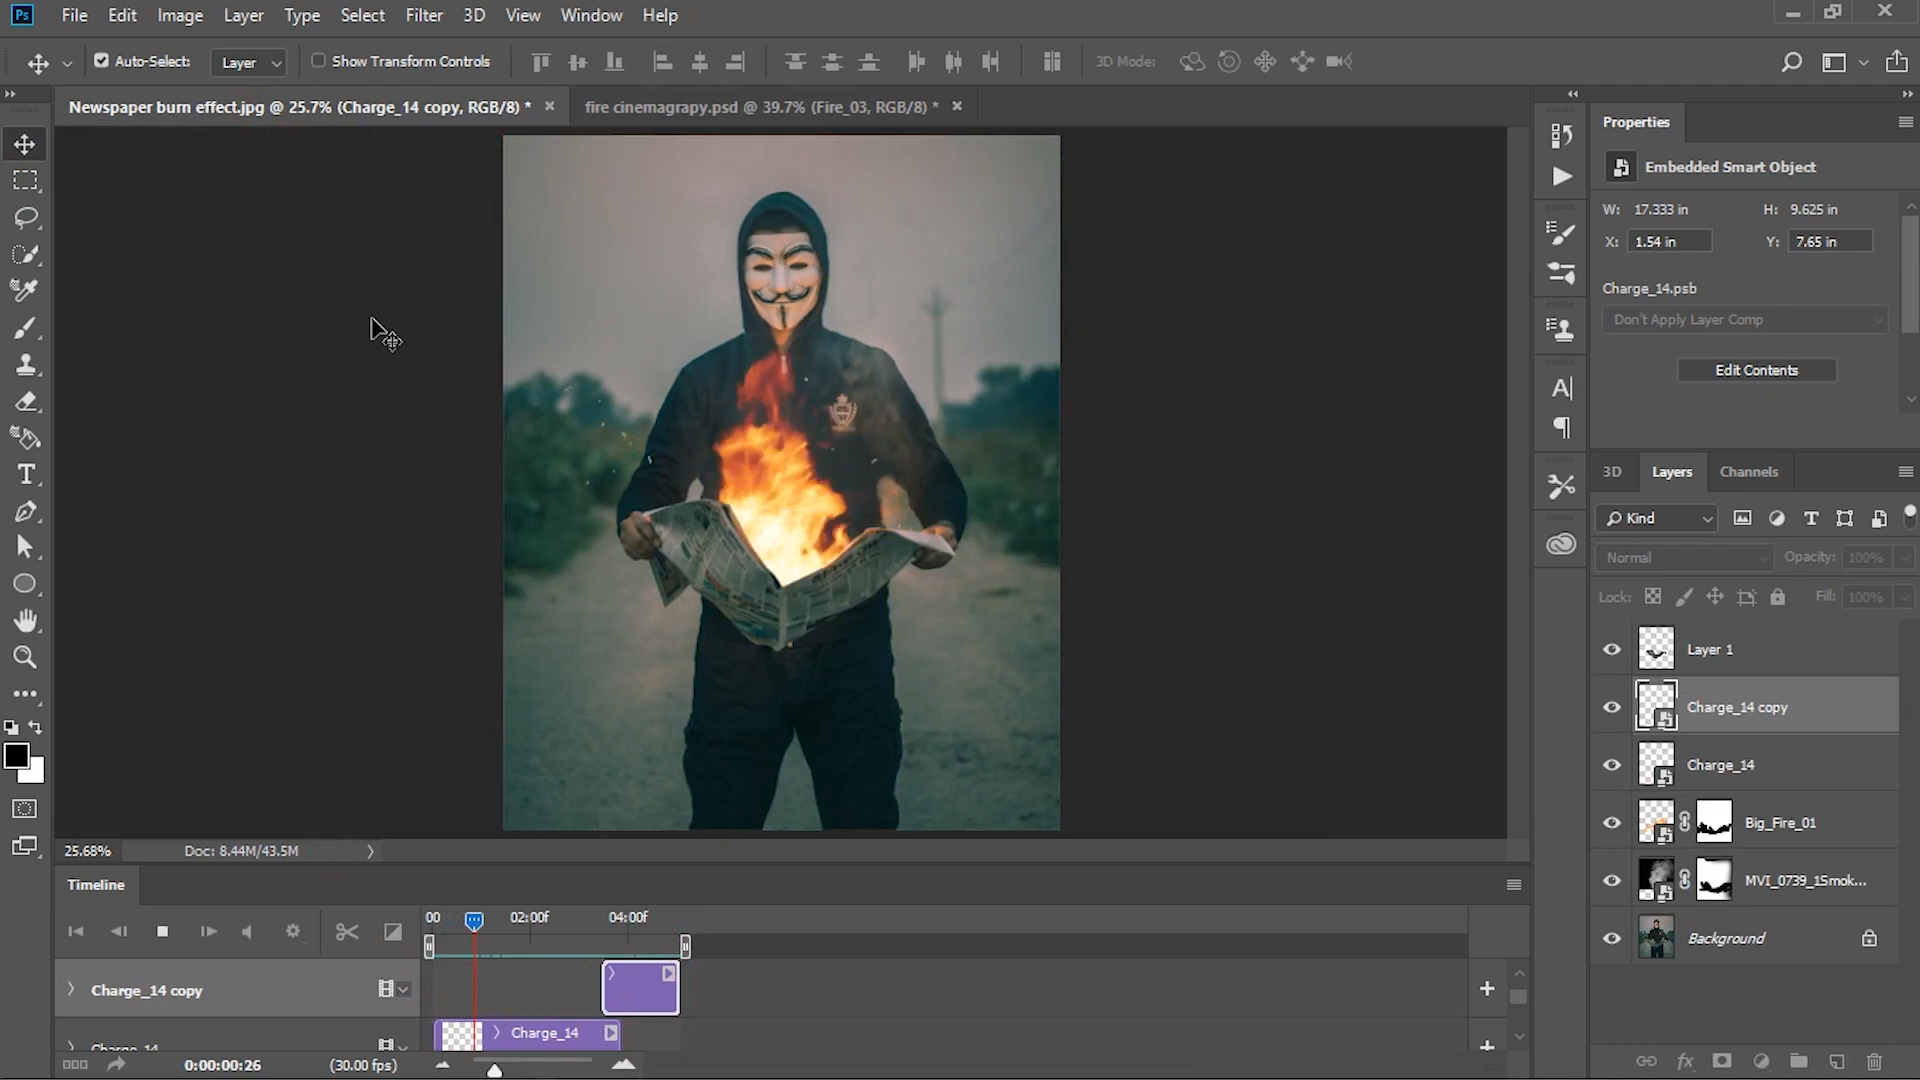 Ps File Edit Image Layer Type Select Filter 3D View Window Help
Auto-Select: Layer Show Transform Controls 3D Mode:
Newspaper burn effect.jpg @ 25.7% (Charge_14 copy, RGB/8) * fire cinemagrapy.psd @ 39.7% (Fire_03, RGB/8) *
Properties
Embedded Smart Object
W: 17.333 in H: 9.625 in
X: 1.54 in Y: 7.65 in
Charge_14.psb
Don't Apply Layer Comp
Edit Contents
3D Layers Channels
Kind
Normal Opacity: 100%
Lock: Fill: 100%
Layer 1
Charge_14 copy
Charge_14
Big_Fire_01
MVI_0739_1Smok...
Background
25.68% Doc: 8.44M/43.5M
Timeline
00 02:00f 04:00f
Charge_14 copy
Charge_14
Charge_14
0:00:00:26 (30.00 fps)